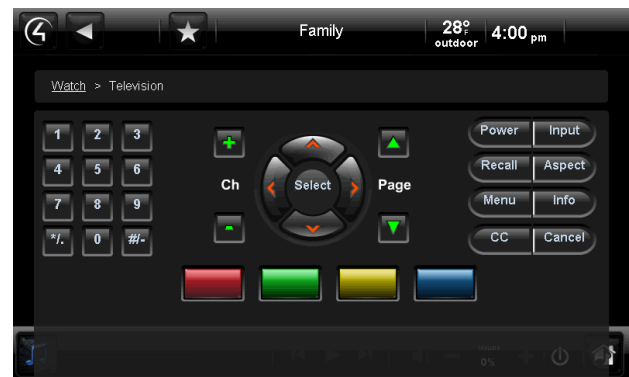 Family
28°F outdoor
4:00 pm
Watch > Television
1 2 3
4 5 6
7 8 9
*/. 0 #/-
+
Ch
-
Select
Page
Power Input
Recall Aspect
Menu Info
CC Cancel
0%